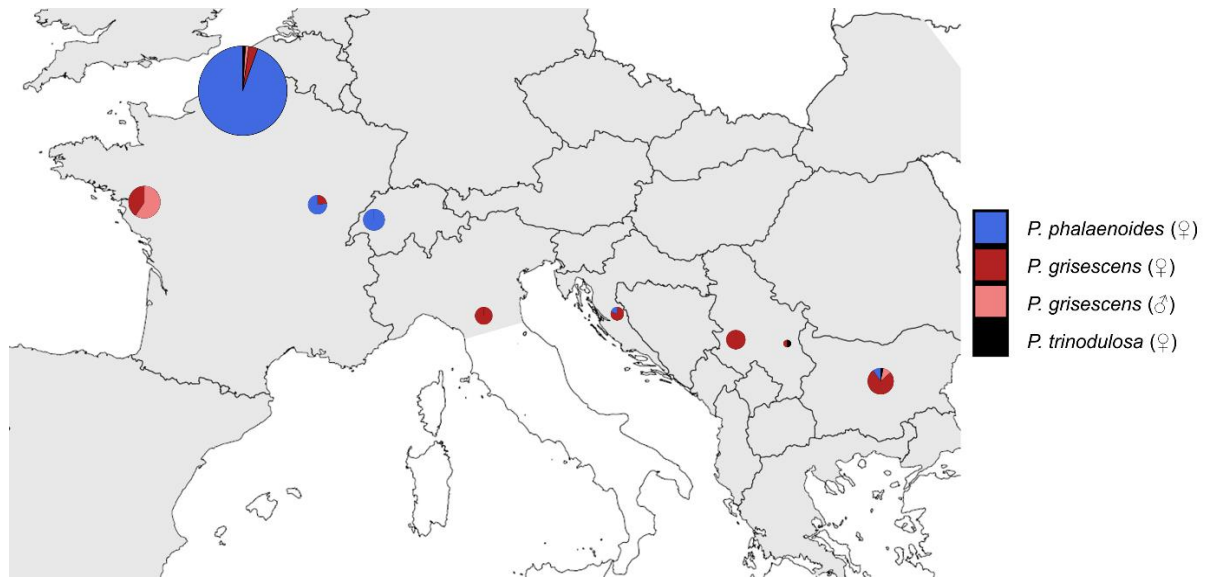 P. phalaenoides (♀)
P. grisescens (♀)
P. grisescens (♂)
P. trinodulosa (♀)